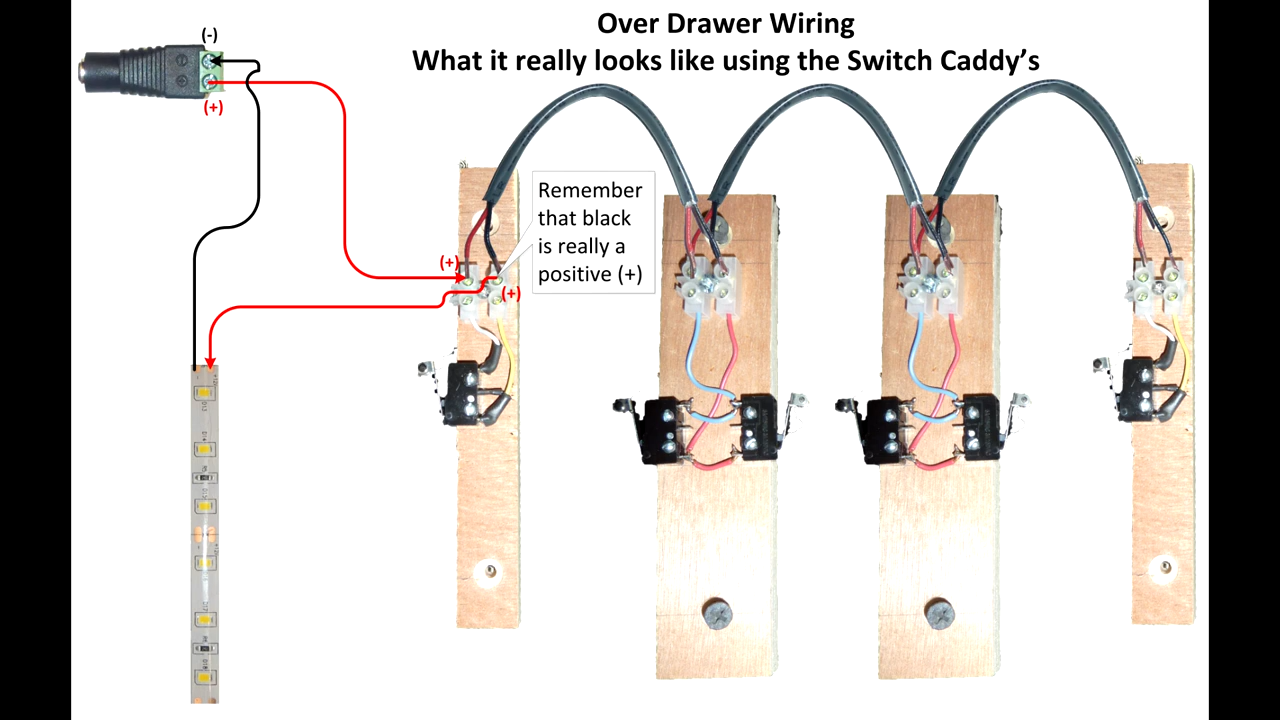 Over Drawer Wiring
What it really looks like using the Switch Caddy's
(-)
(+)
Remember
that black
is really a
positive (+)
(+)
(+)